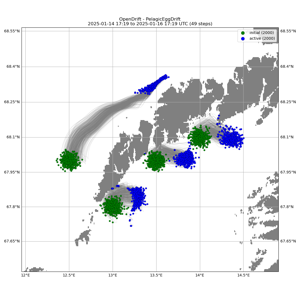 OpenDrift - PelagicEggDrift
2025-01-14 17:19 to 2025-01-16 17:19 UTC (49 steps)
initial (2000)
active (2000)
68.55°N 68.55°N
68.4°N 68.4°N
68.25°N 68.25°N
68.1°N 68.1°N
67.95°N 67.95°N
67.8°N 67.8°N
67.65°N 67.65°N
12°E 12.5°E 13°E 13.5°E 14°E 14.5°E